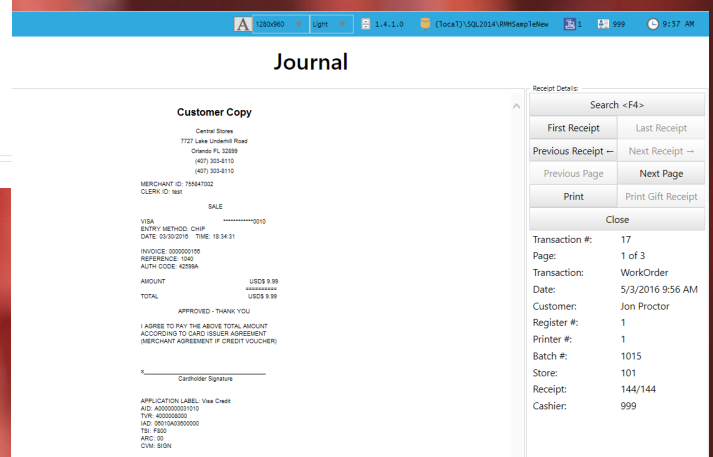 A 1280x960 Light 1.4.1.0 (local)\SQL2014\RMHSampleNew 1 999 9:57 AM
Journal
Customer Copy
Central Stores
7727 Lake Underhill Road
Orlando FL 32899
(407) 303-8110
(407) 303-8110
MERCHANT ID: 755847002
CLERK ID: test
SALE
VISA ************0010
ENTRY METHOD: CHIP
DATE: 03/30/2016 TIME: 18:34:31
INVOICE: 0000000156
REFERENCE: 1040
AUTH CODE: 42599A
AMOUNT USD$ 9.99
==========
TOTAL USD$ 9.99
APPROVED - THANK YOU
I AGREE TO PAY THE ABOVE TOTAL AMOUNT
ACCORDING TO CARD ISSUER AGREEMENT
(MERCHANT AGREEMENT IF CREDIT VOUCHER)
x
Cardholder Signature
APPLICATION LABEL: Visa Credit
AID: A0000000031010
TVR: 4000008000
IAD: 06010A03600000
TSI: F800
ARC: 00
CVM: SIGN
Receipt Details:
Search <F4>
First Receipt Last Receipt
Previous Receipt ← Next Receipt →
Previous Page Next Page
Print Print Gift Receipt
Close
Transaction #: 17
Page: 1 of 3
Transaction: WorkOrder
Date: 5/3/2016 9:56 AM
Customer: Jon Proctor
Register #: 1
Printer #: 1
Batch #: 1015
Store: 101
Receipt: 144/144
Cashier: 999